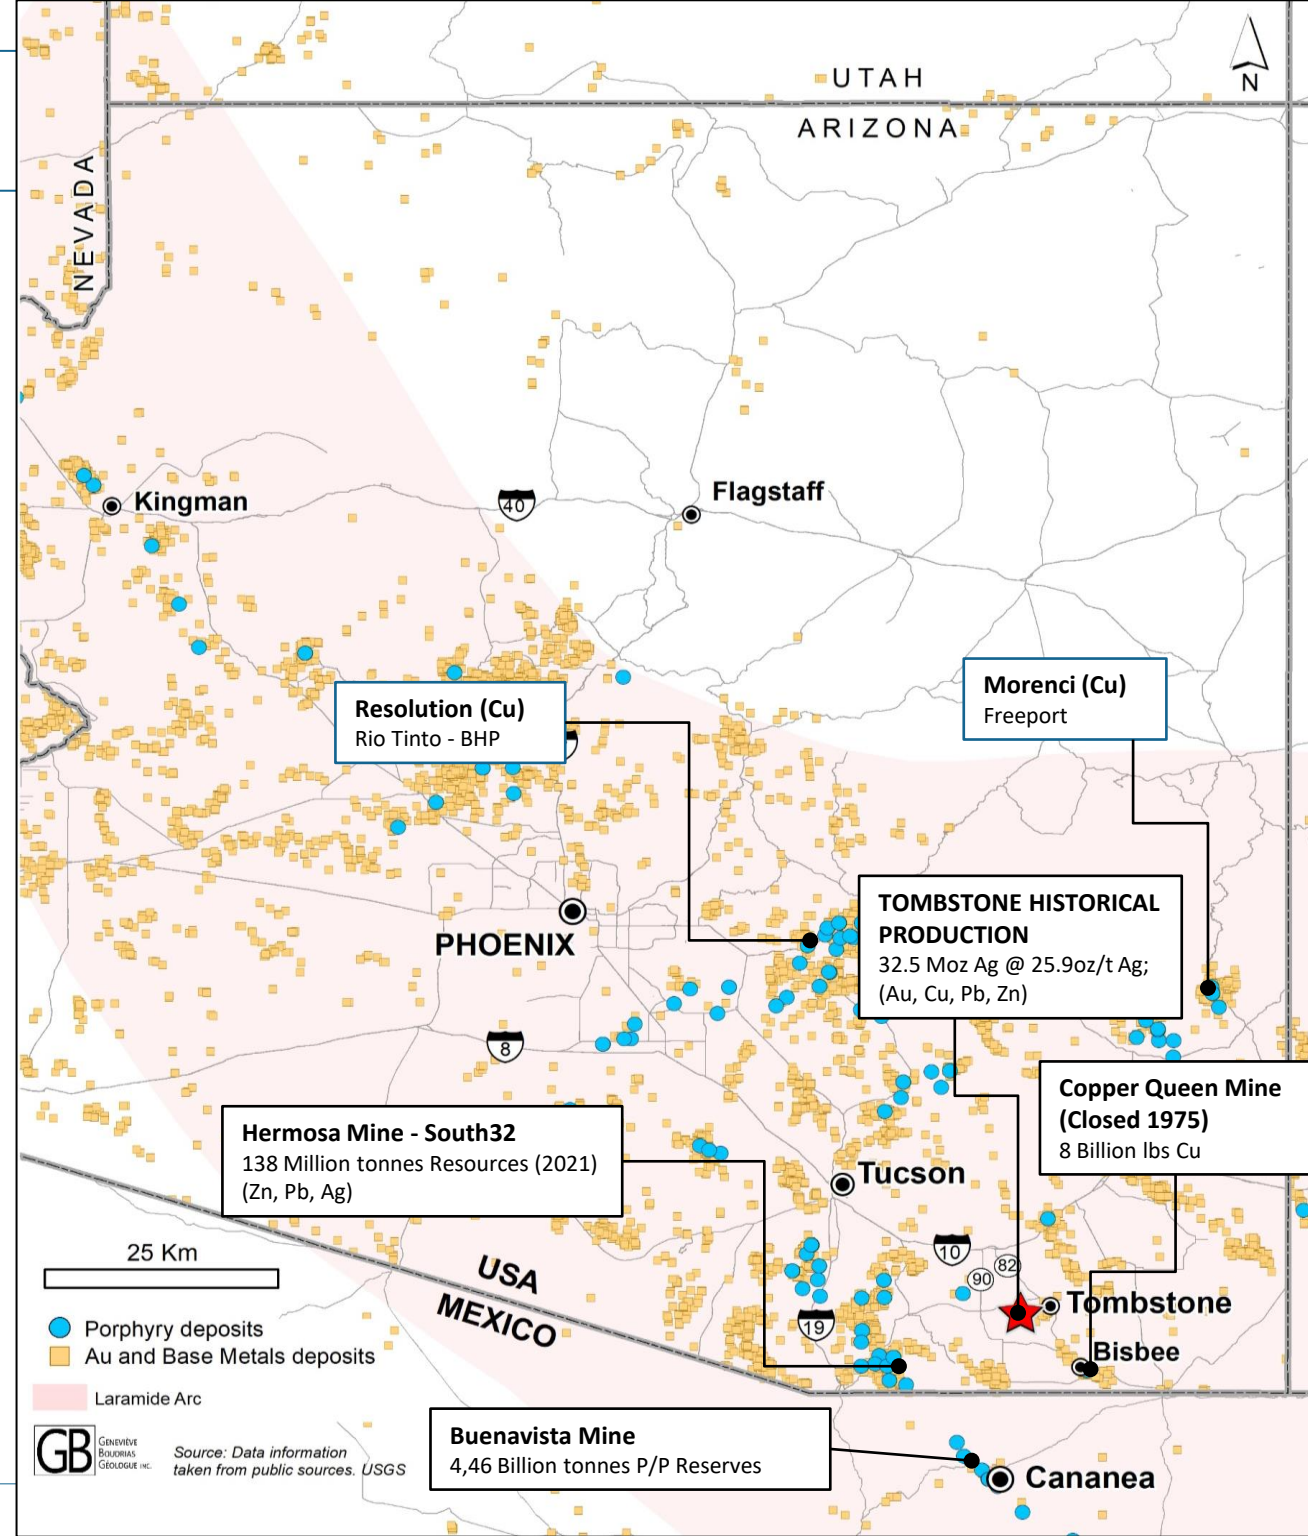 UTAH
N
ARIZONA
NEVADA
Kingman
40
Flagstaff
Resolution (Cu)
Rio Tinto - BHP
Morenci (Cu)
Freeport
TOMBSTONE HISTORICAL
PRODUCTION
32.5 Moz Ag @ 25.9oz/t Ag;
(Au, Cu, Pb, Zn)
PHOENIX
8
Copper Queen Mine
(Closed 1975)
8 Billion lbs Cu
Hermosa Mine - South32
138 Million tonnes Resources (2021)
(Zn, Pb, Ag)
Tucson
10
82
90
25 Km
USA
MEXICO
19
Tombstone
Bisbee
Porphyry deposits
Au and Base Metals deposits
Laramide Arc
GB
GENEVIÈVE
BOUDRIAS
GÉOLOGUE INC.
Source: Data information
taken from public sources. USGS
Buenavista Mine
4,46 Billion tonnes P/P Reserves
Cananea